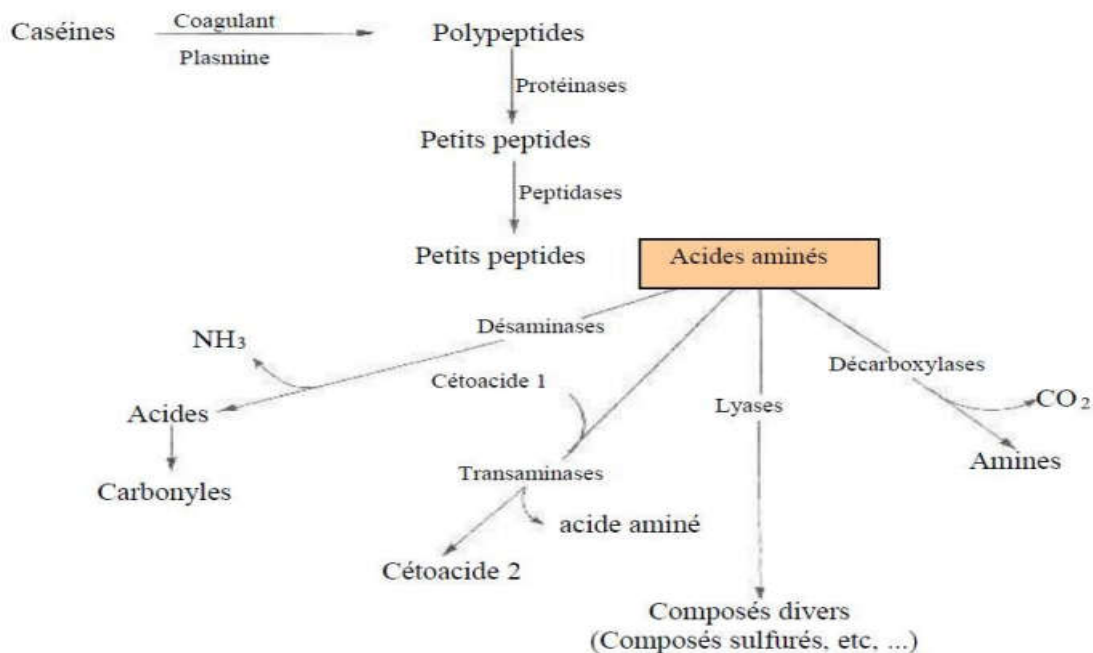 Caséines
Coagulant
Plasmine
Polypeptides
Protéinases
Petits peptides
Peptidases
Petits peptides
Acides aminés
Désaminases
NH₃
Cétoacide 1
Décarboxylases
Lyases
CO₂
Acides
Transaminases
Amines
Carbonyles
acide aminé
Cétoacide 2
Composés divers
(Composés sulfurés, etc, ...)